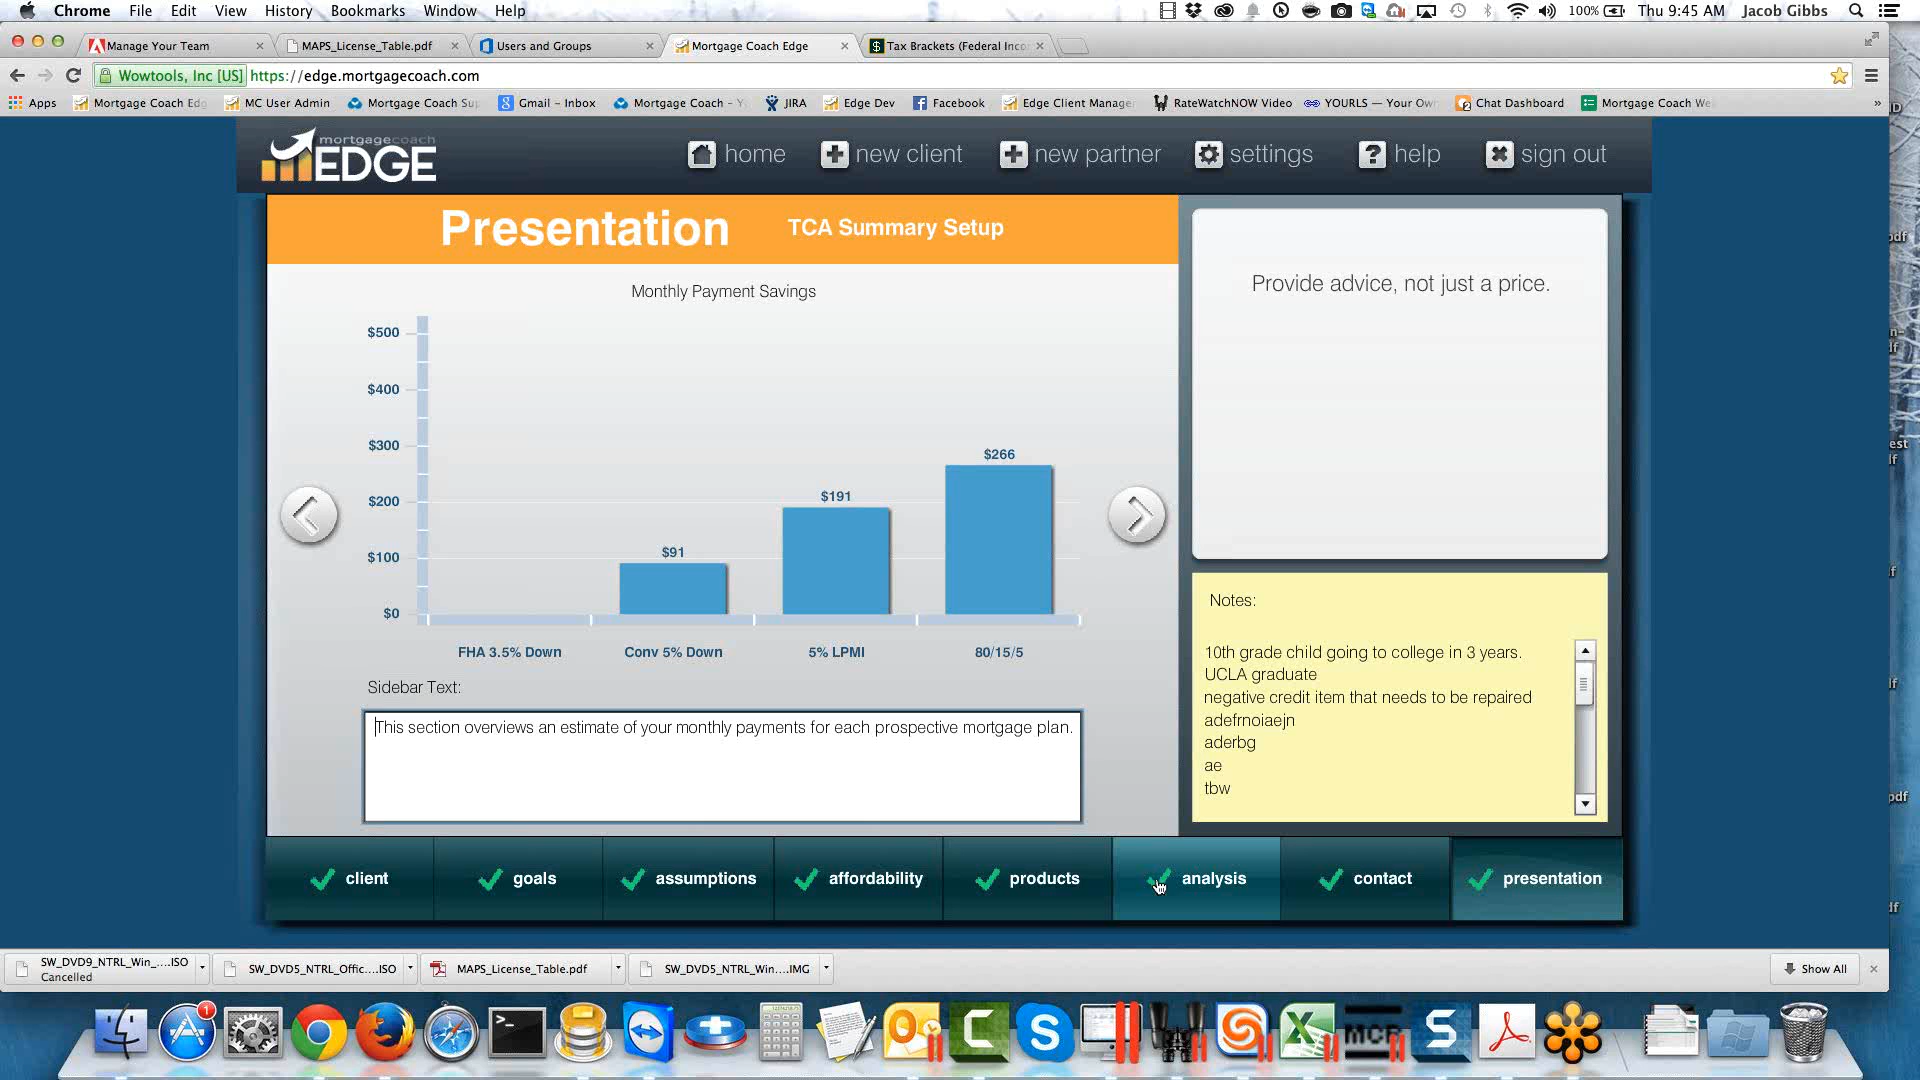 Chrome File Edit View History Bookmarks Window Help 100% Thu 9:45 AM Jacob Gibbs
Manage Your Team MAPS_License_Table.pdf Users and Groups Mortgage Coach Edge Tax Brackets (Federal Incor
Wowtools, Inc [US] https://edge.mortgagecoach.com
Apps Mortgage Coach Edg MC User Admin Mortgage Coach Sup Gmail - Inbox Mortgage Coach - Y JIRA Edge Dev Facebook Edge Client Manage RateWatchNOW Video YOURLS — Your Own Chat Dashboard Mortgage Coach We »
mortgagecoach
EDGE
home new client new partner settings help sign out
Presentation TCA Summary Setup
Monthly Payment Savings
$500
$400
$300
$200
$100
$0
$91
$191
$266
FHA 3.5% Down Conv 5% Down 5% LPMI 80/15/5
Sidebar Text:
This section overviews an estimate of your monthly payments for each prospective mortgage plan.
Provide advice, not just a price.
Notes:
10th grade child going to college in 3 years.
UCLA graduate
negative credit item that needs to be repaired
adefrnoiaejn
aderbg
ae
tbw
client goals assumptions affordability products analysis contact presentation
SW_DVD9_NTRL_Win_....ISO
Cancelled
SW_DVD5_NTRL_Offic....ISO MAPS_License_Table.pdf SW_DVD5_NTRL_Win....IMG Show All